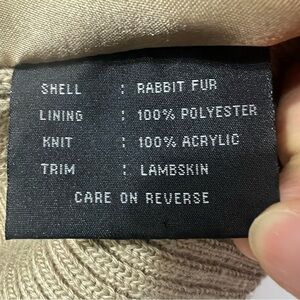 SHELL : RABBIT FUR
LINING : 100% POLYESTER
KNIT : 100% ACRYLIC
TRIM : LAMBSKIN
CARE ON REVERSE